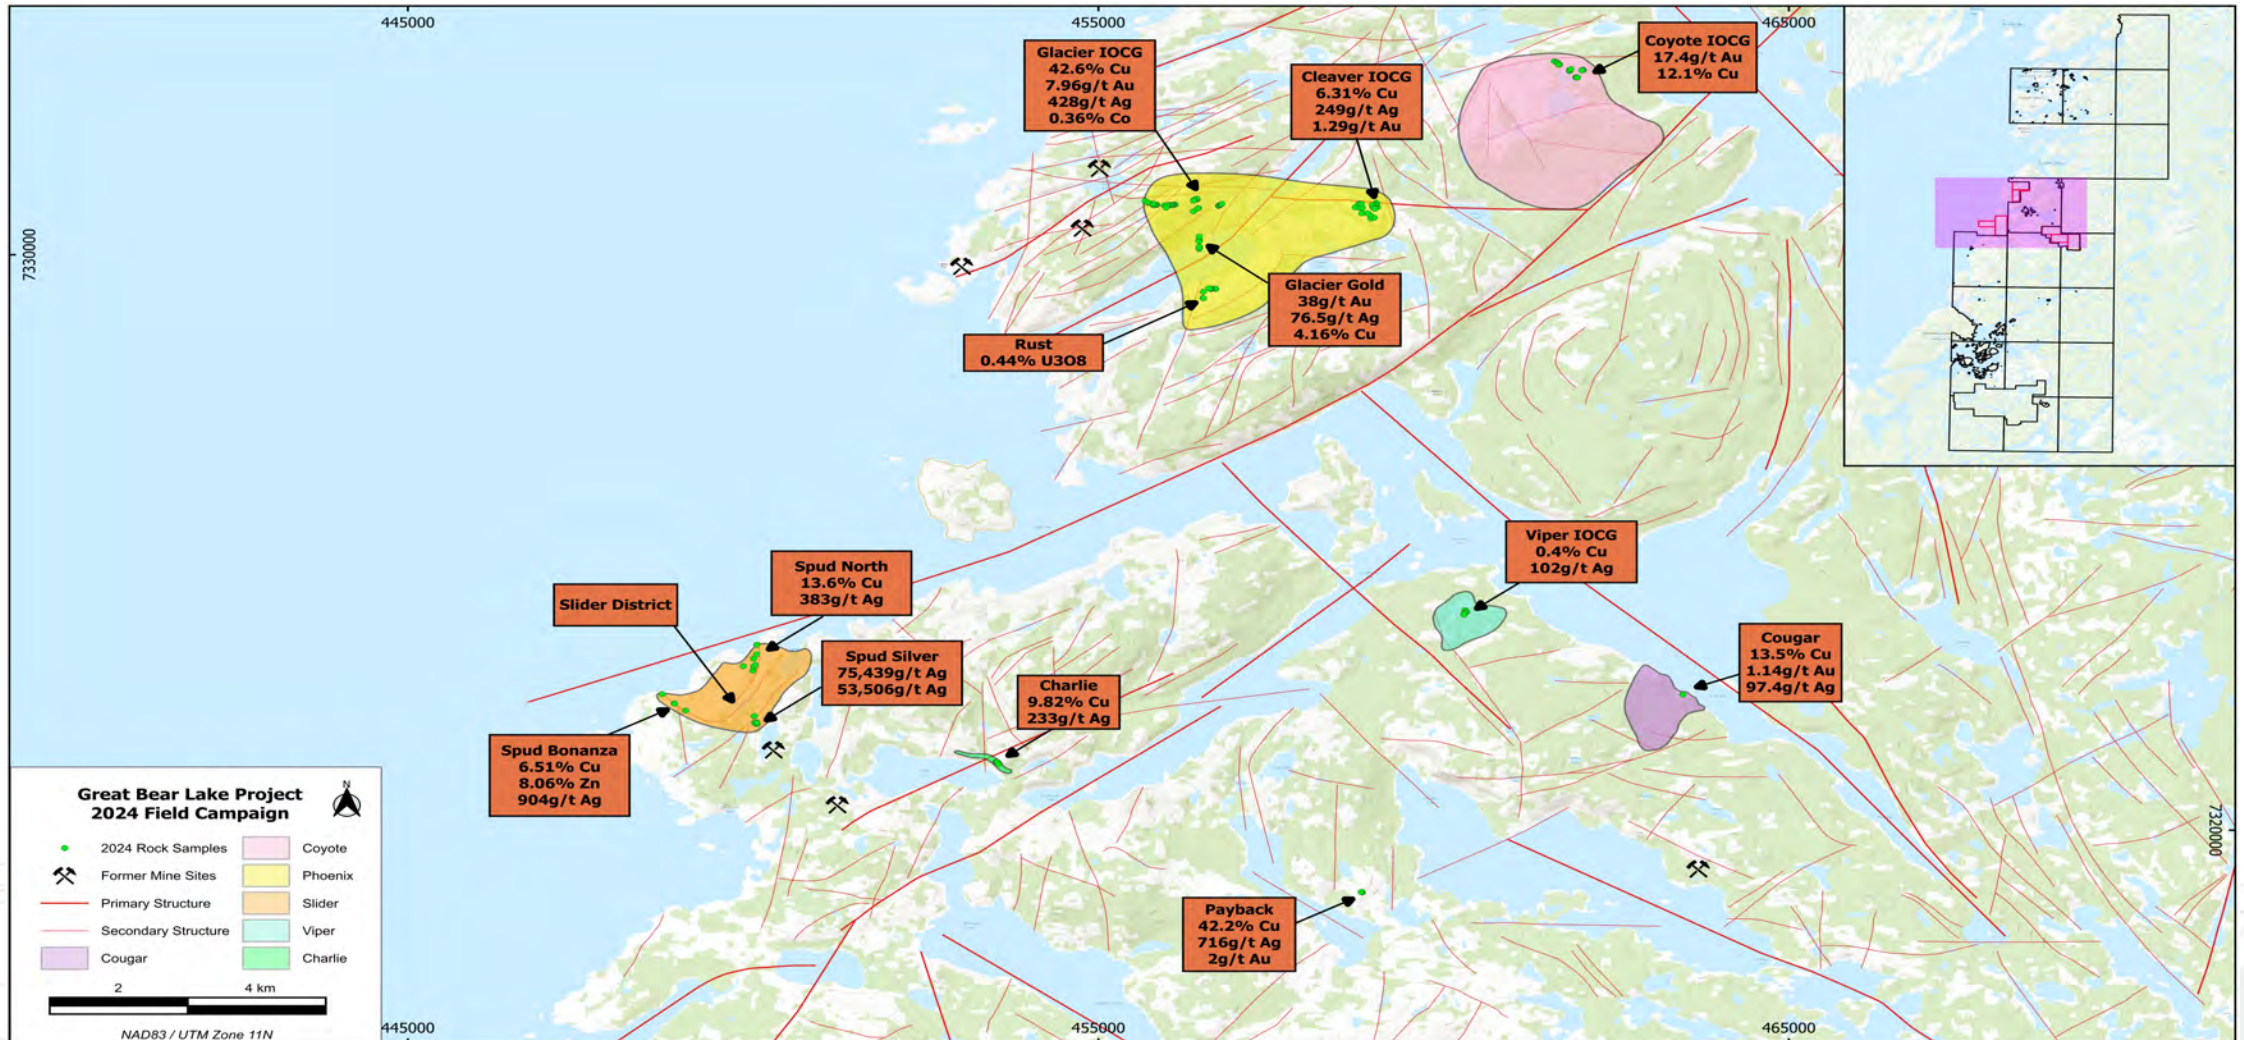 445000
455000
465000
Glacier IOCG
42.6% Cu
7.96g/t Au
428g/t Ag
0.36% Co
Cleaver IOCG
6.31% Cu
249g/t Ag
1.29g/t Au
Coyote IOCG
17.4g/t Au
12.1% Cu
7330000
Glacier Gold
38g/t Au
76.5g/t Ag
4.16% Cu
Rust
0.44% U3O8
Viper IOCG
0.4% Cu
102g/t Ag
Spud North
13.6% Cu
383g/t Ag
Slider District
Spud Silver
75,439g/t Ag
53,506g/t Ag
Cougar
13.5% Cu
1.14g/t Au
97.4g/t Ag
Charlie
9.82% Cu
233g/t Ag
Spud Bonanza
6.51% Cu
8.06% Zn
904g/t Ag
7320000
Payback
42.2% Cu
716g/t Ag
2g/t Au
Great Bear Lake Project
2024 Field Campaign
N
2024 Rock Samples
Former Mine Sites
Primary Structure
Secondary Structure
Cougar
Coyote
Phoenix
Slider
Viper
Charlie
2 4 km
NAD83 / UTM Zone 11N
445000
455000
465000